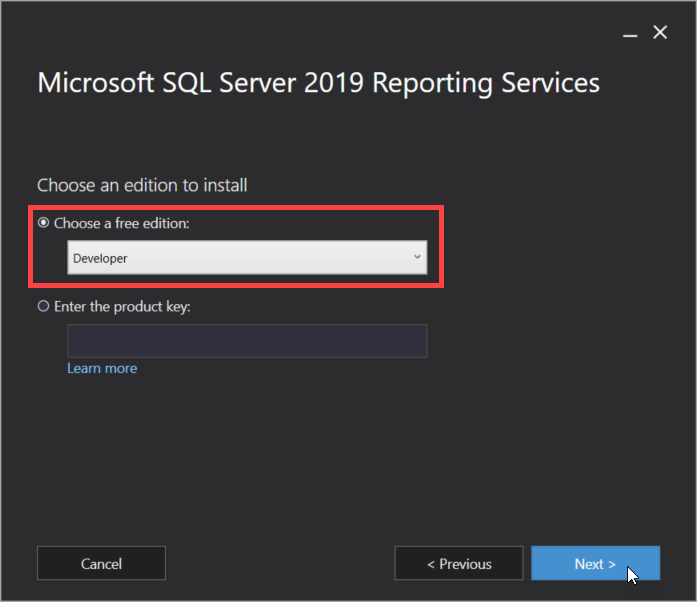 Microsoft SQL Server 2019 Reporting Services
Choose an edition to install
Choose a free edition:
Developer
Enter the product key:
Learn more
Cancel
< Previous
Next >